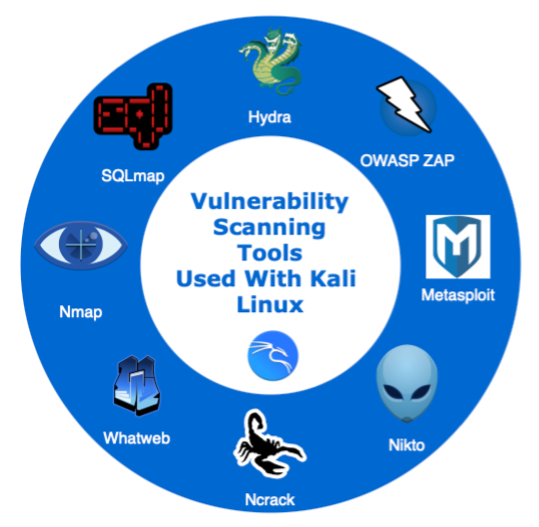 Hydra
OWASP ZAP
Metasploit
Nikto
Ncrack
Whatweb
Nmap
SQLmap
Vulnerability
Scanning
Tools
Used With Kali
Linux